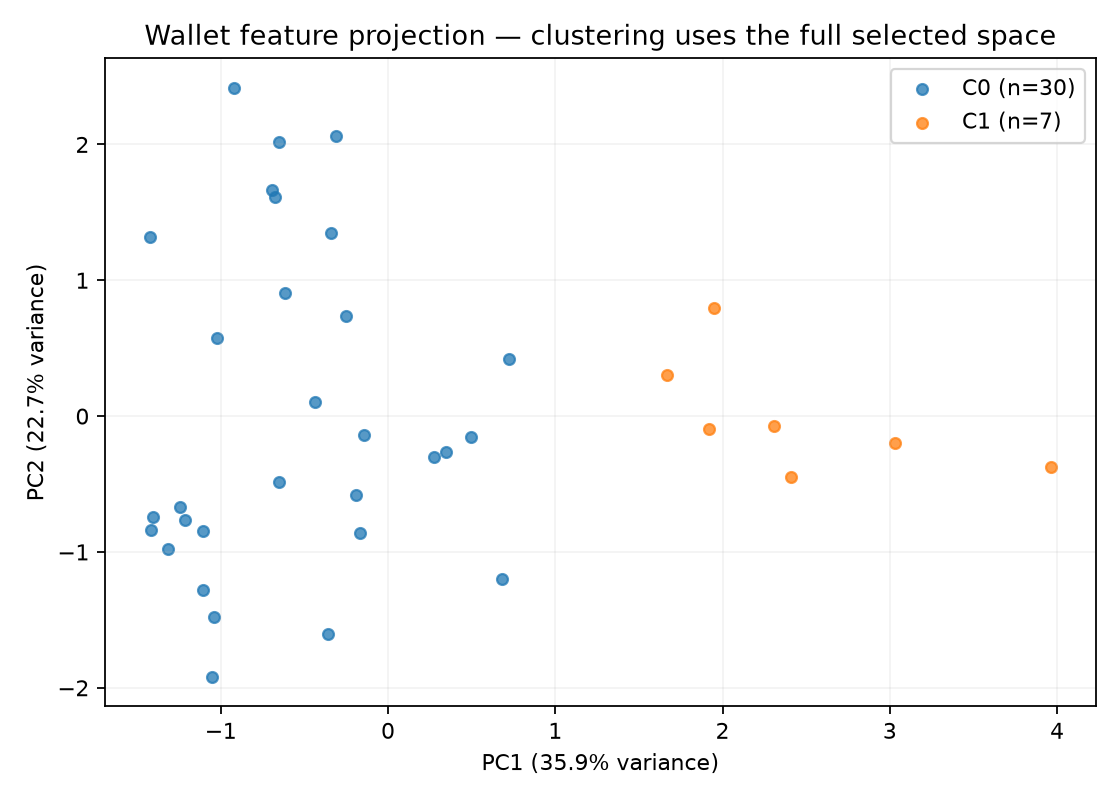 Wallet feature projection — clustering uses the full selected space
C0 (n=30)
C1 (n=7)
PC2 (22.7% variance)
2
1
0
−1
−2
−1 0 1 2 3 4
PC1 (35.9% variance)